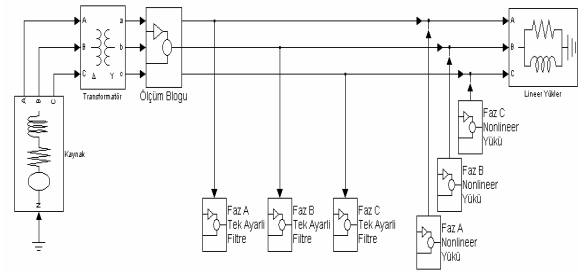 A
B
C
a
b
c
Δ
Y
Transformatör
Ölçüm Blogu
A
B
C
Lineer Yükler
A
B
C
Kaynak
N
Faz C
Nonlineer
Yükü
Faz B
Nonlineer
Yükü
Faz A
Nonlineer
Yükü
Faz A
Tek Ayarli
Filtre
Faz B
Tek Ayarli
Filtre
Faz C
Tek Ayarli
Filtre